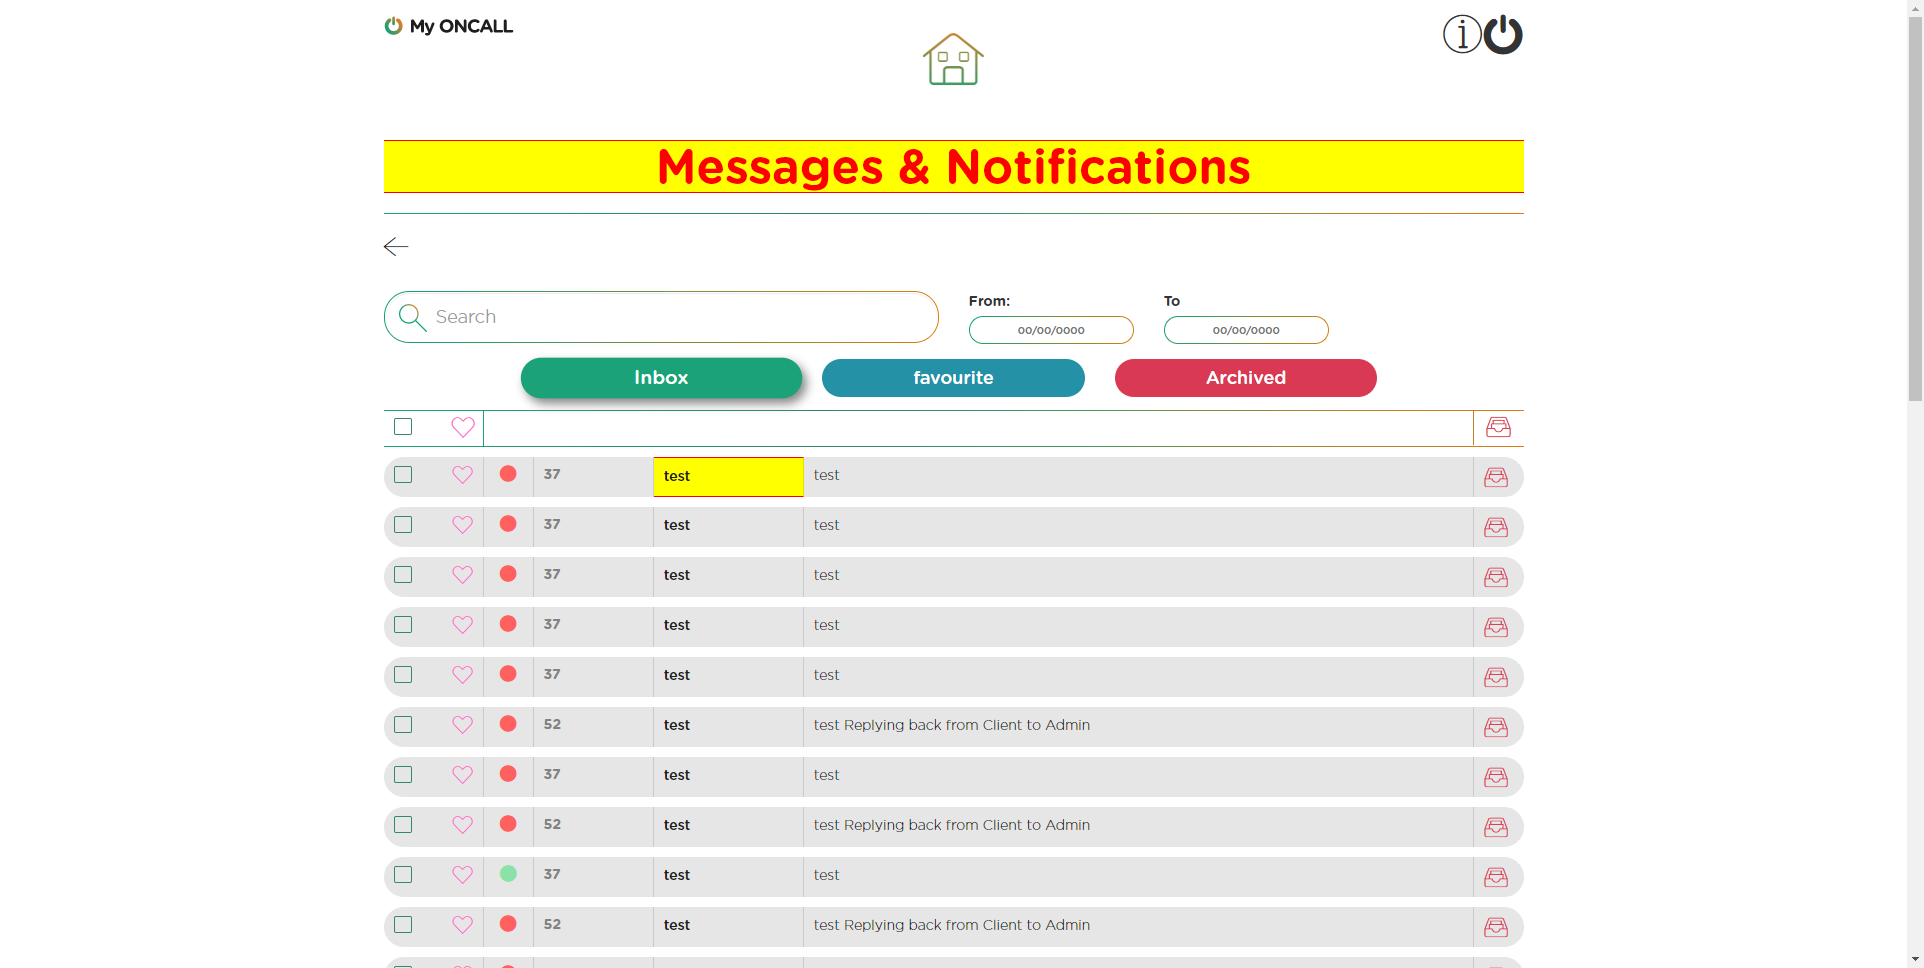 My ONCALL
Messages & Notifications
Search
From:
00/00/0000
To
00/00/0000
Inbox
favourite
Archived
37 test test
37 test test
37 test test
37 test test
37 test test
52 test test Replying back from Client to Admin
37 test test
52 test test Replying back from Client to Admin
37 test test
52 test test Replying back from Client to Admin